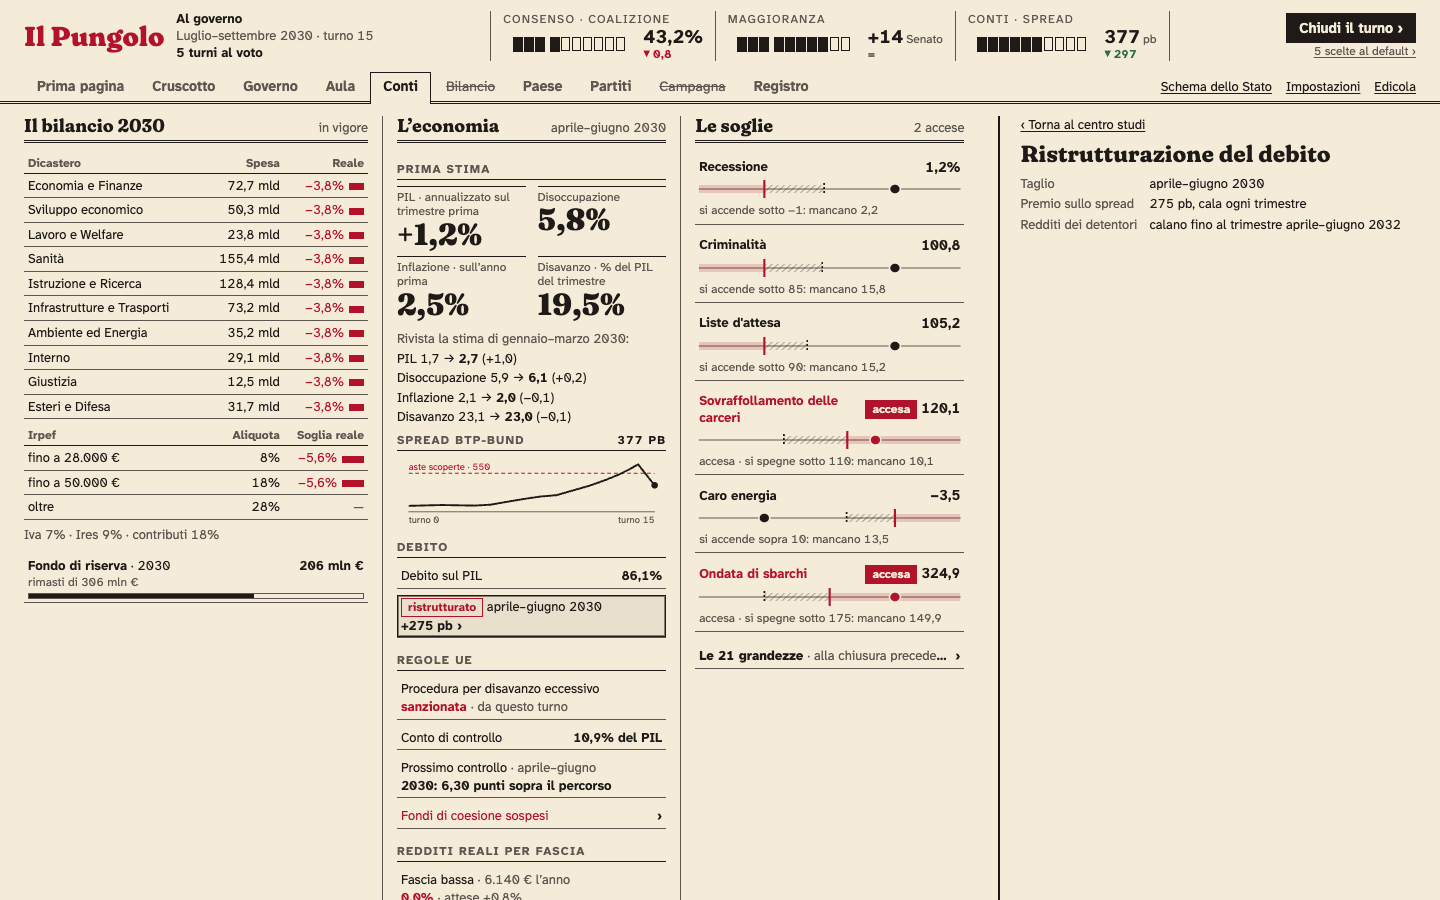 Il Pungolo
Al governo
Luglio–settembre 2030 · turno 15
5 turni al voto
CONSENSO · COALIZIONE
43,2%
▼0,8
MAGGIORANZA
+14 Senato
=
CONTI · SPREAD
377 pb
▼297
Chiudi il turno ›
5 scelte al default ›
Prima pagina
Cruscotto
Governo
Aula
Conti
Bilancio
Paese
Partiti
Campagna
Registro
Schema dello Stato
Impostazioni
Edicola
Il bilancio 2030
in vigore
Dicastero Spesa Reale
Economia e Finanze 72,7 mld −3,8%
Sviluppo economico 50,3 mld −3,8%
Lavoro e Welfare 23,8 mld −3,8%
Sanità 155,4 mld −3,8%
Istruzione e Ricerca 128,4 mld −3,8%
Infrastrutture e Trasporti 73,2 mld −3,8%
Ambiente ed Energia 35,2 mld −3,8%
Interno 29,1 mld −3,8%
Giustizia 12,5 mld −3,8%
Esteri e Difesa 31,7 mld −3,8%
Irpef Aliquota Soglia reale
fino a 28.000 € 8% −5,6%
fino a 50.000 € 18% −5,6%
oltre 28% —
Iva 7% · Ires 9% · contributi 18%
Fondo di riserva · 2030 206 mln €
rimasti di 306 mln €
L'economia
aprile–giugno 2030
PRIMA STIMA
PIL · annualizzato sul
trimestre prima
+1,2%
Disoccupazione
5,8%
Inflazione · sull'anno
prima
2,5%
Disavanzo · % del PIL
del trimestre
19,5%
Rivista la stima di gennaio–marzo 2030:
PIL 1,7 → 2,7 (+1,0)
Disoccupazione 5,9 → 6,1 (+0,2)
Inflazione 2,1 → 2,0 (−0,1)
Disavanzo 23,1 → 23,0 (−0,1)
SPREAD BTP-BUND 377 PB
aste scoperte · 550
turno 0 turno 15
DEBITO
Debito sul PIL 86,1%
ristrutturato aprile–giugno 2030
+275 pb ›
REGOLE UE
Procedura per disavanzo eccessivo
sanzionata · da questo turno
Conto di controllo 10,9% del PIL
Prossimo controllo · aprile–giugno
2030: 6,30 punti sopra il percorso
Fondi di coesione sospesi ›
REDDITI REALI PER FASCIA
Fascia bassa · 6.140 € l'anno
0,0% · attese +0,8%
Le soglie
2 accese
Recessione 1,2%
si accende sotto −1: mancano 2,2
Criminalità 100,8
si accende sotto 85: mancano 15,8
Liste d'attesa 105,2
si accende sotto 90: mancano 15,2
Sovraffollamento delle
carceri
accesa 120,1
accesa · si spegne sotto 110: mancano 10,1
Caro energia −3,5
si accende sopra 10: mancano 13,5
Ondata di sbarchi accesa 324,9
accesa · si spegne sotto 175: mancano 149,9
Le 21 grandezze · alla chiusura precede... ›
‹ Torna al centro studi
Ristrutturazione del debito
Taglio aprile–giugno 2030
Premio sullo spread 275 pb, cala ogni trimestre
Redditi dei detentori calano fino al trimestre aprile–giugno 2032